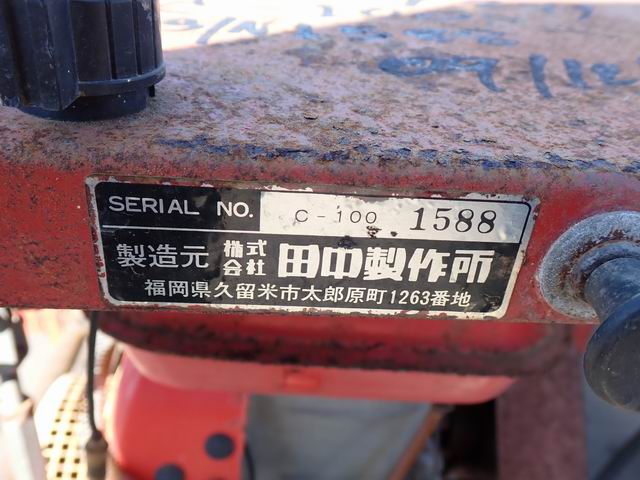 SERIAL NO. C-100 1588
製造元 株式会社 田中製作所
福岡県久留米市太郎原町1263番地